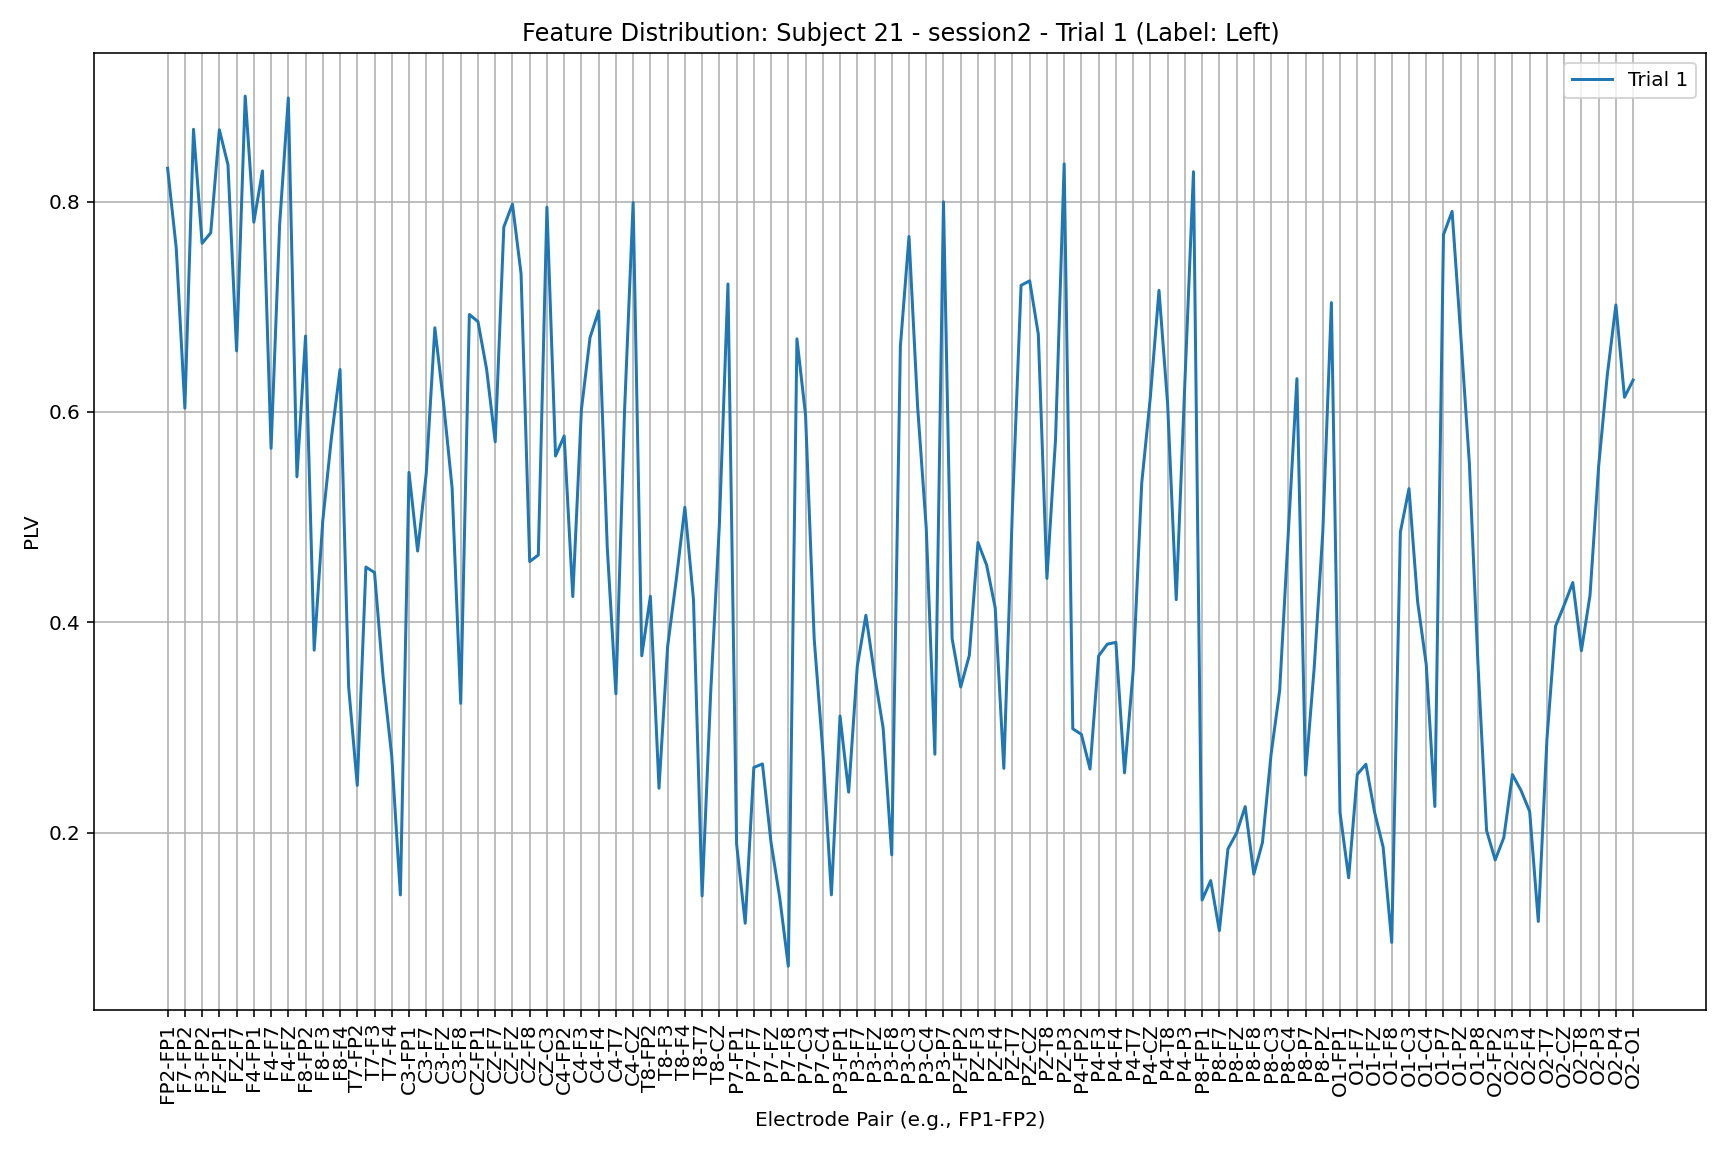 Feature Distribution: Subject 21 - session2 - Trial 1 (Label: Left)
Trial 1
PLV
0.8
0.6
0.4
0.2
FP2-FP1
F7-FP2
F3-FP2
FZ-FP1
FZ-F7
F4-FP1
F4-F7
F4-FZ
F8-FP2
F8-F3
F8-F4
T7-FP2
T7-F3
T7-F4
C3-FP1
C3-F7
C3-FZ
C3-F8
CZ-FP1
CZ-F7
CZ-FZ
CZ-F8
CZ-C3
C4-FP2
C4-F3
C4-F4
C4-T7
C4-CZ
T8-FP2
T8-F3
T8-F4
T8-T7
T8-CZ
P7-FP1
P7-F7
P7-FZ
P7-F8
P7-C3
P7-C4
P3-FP1
P3-F7
P3-FZ
P3-F8
P3-C3
P3-C4
P3-P7
PZ-FP2
PZ-F3
PZ-F4
PZ-T7
PZ-CZ
PZ-T8
PZ-P3
P4-FP2
P4-F3
P4-F4
P4-T7
P4-CZ
P4-T8
P4-P3
P8-FP1
P8-F7
P8-FZ
P8-F8
P8-C3
P8-C4
P8-P7
P8-PZ
O1-FP1
O1-F7
O1-FZ
O1-F8
O1-C3
O1-C4
O1-P7
O1-PZ
O1-P8
O2-FP2
O2-F3
O2-F4
O2-T7
O2-CZ
O2-T8
O2-P3
O2-P4
O2-O1
Electrode Pair (e.g., FP1-FP2)